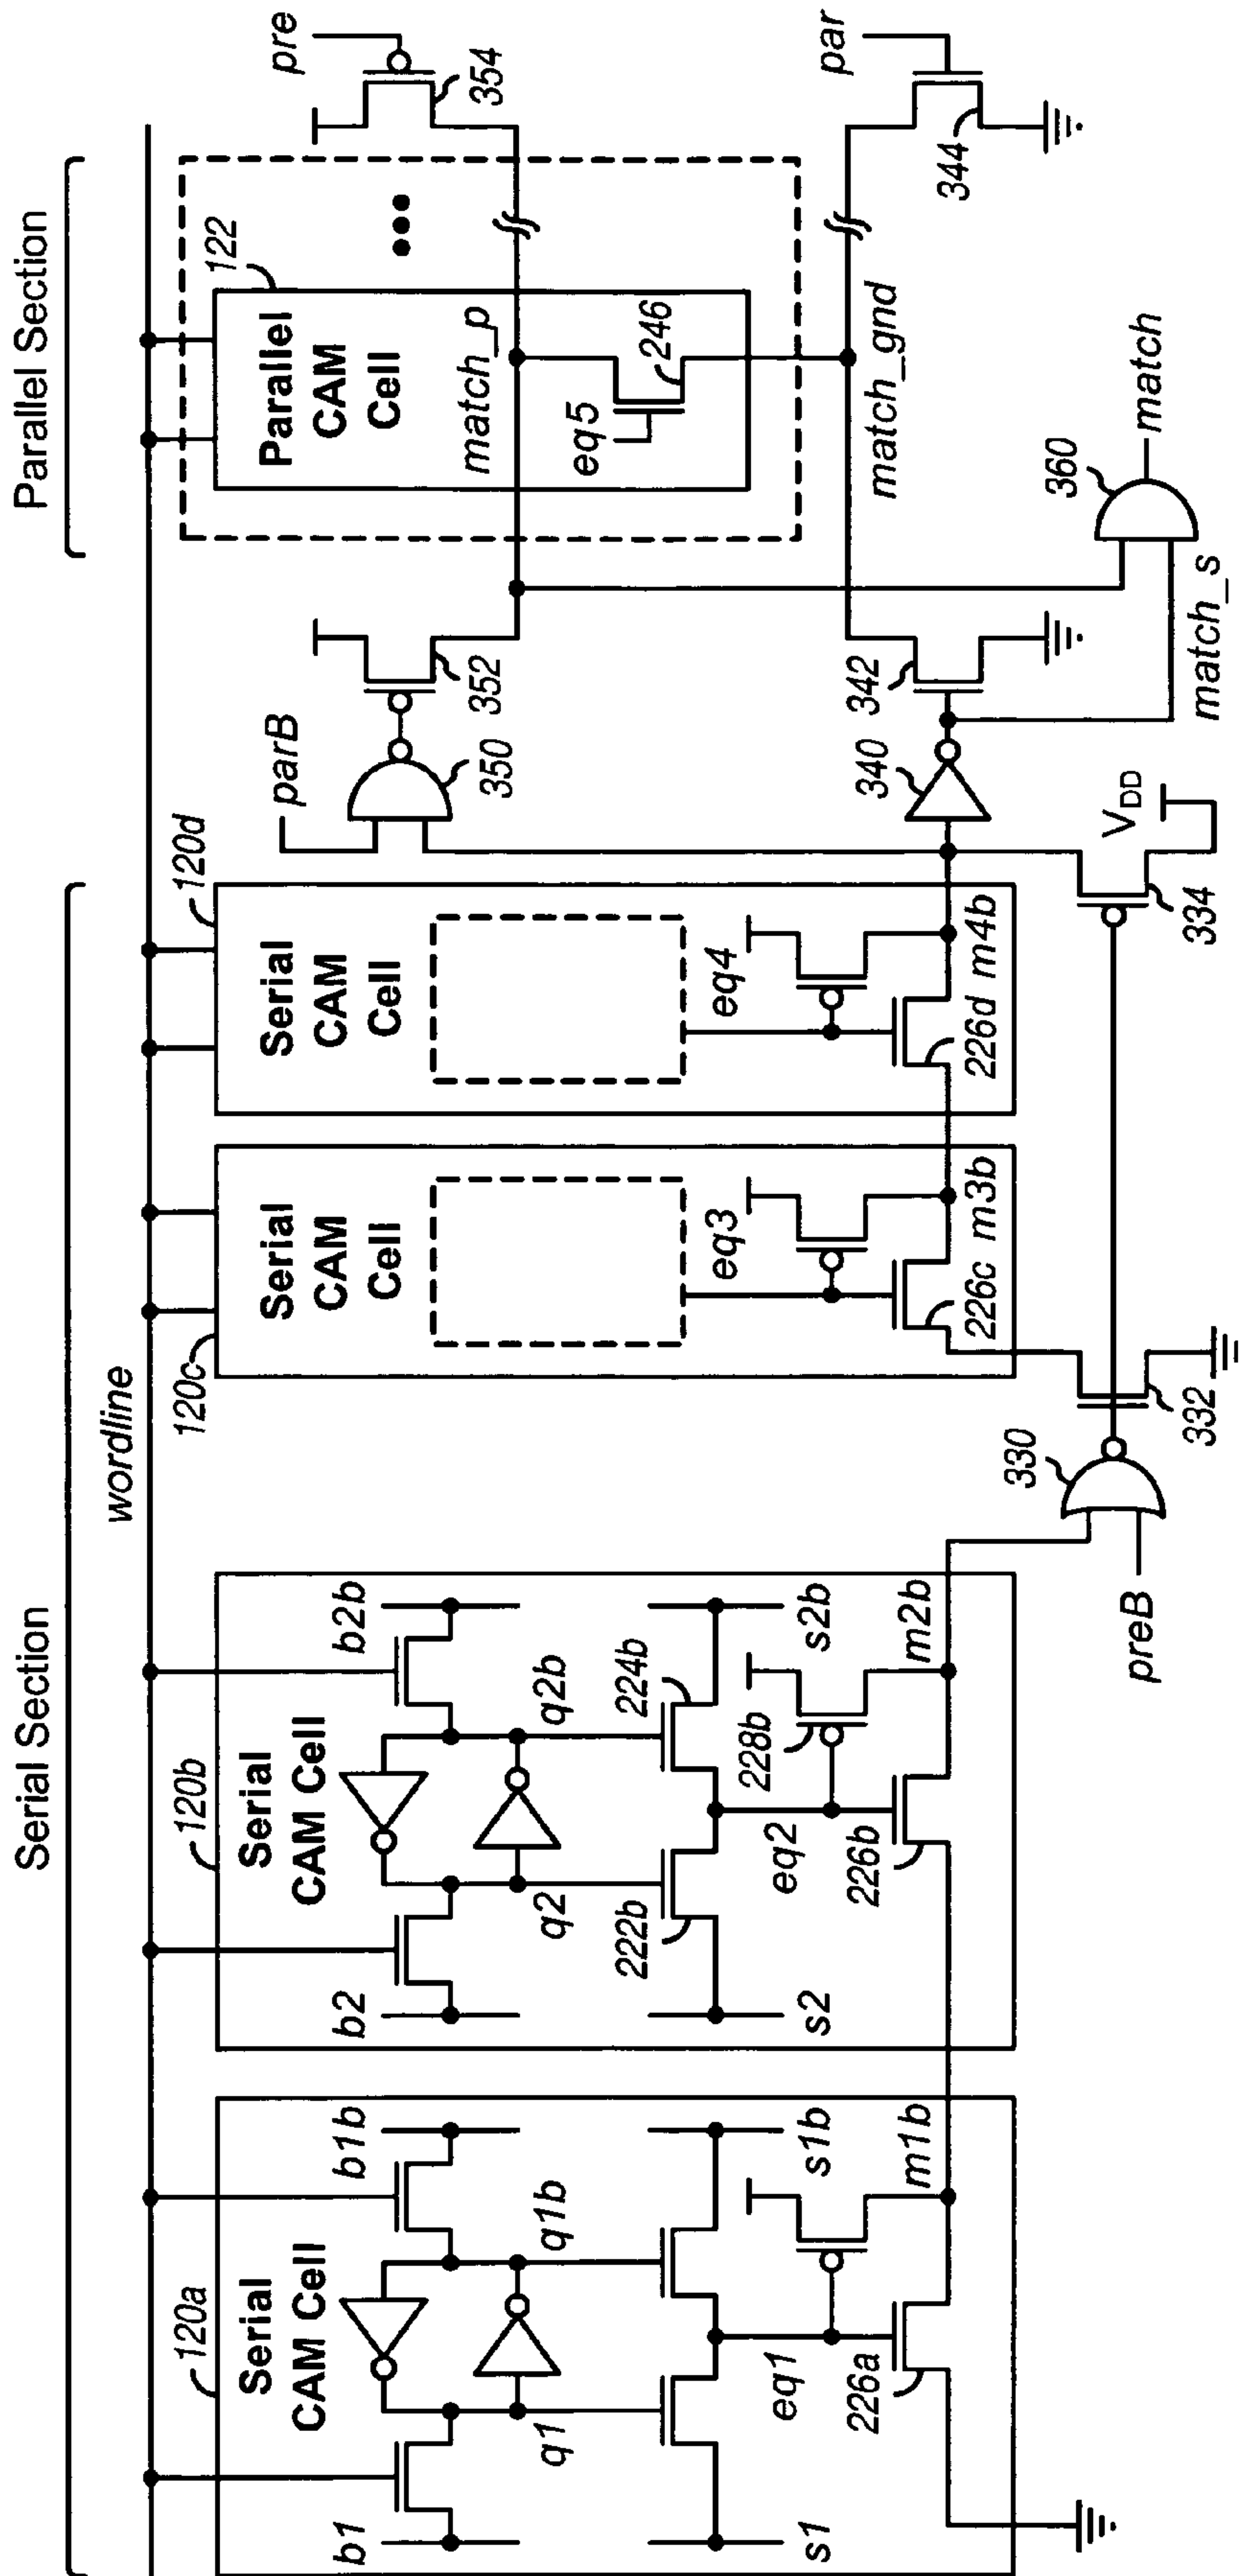 Serial Section
Parallel Section
wordline
120a
Serial
CAM Cell
b1
b1b
q1
q1b
s1
s1b
eq1
226a
m1b
120b
Serial
CAM Cell
b2
b2b
q2
q2b
222b
224b
s2
s2b
228b
eq2
226b
m2b
preB
330
332
334
VDD
120c
Serial
CAM
Cell
eq3
226c
m3b
120d
Serial
CAM
Cell
eq4
226d
m4b
parB
350
352
340
342
match_s
360
match
122
Parallel
CAM
Cell
match_p
eq5
246
match_gnd
pre
354
par
344